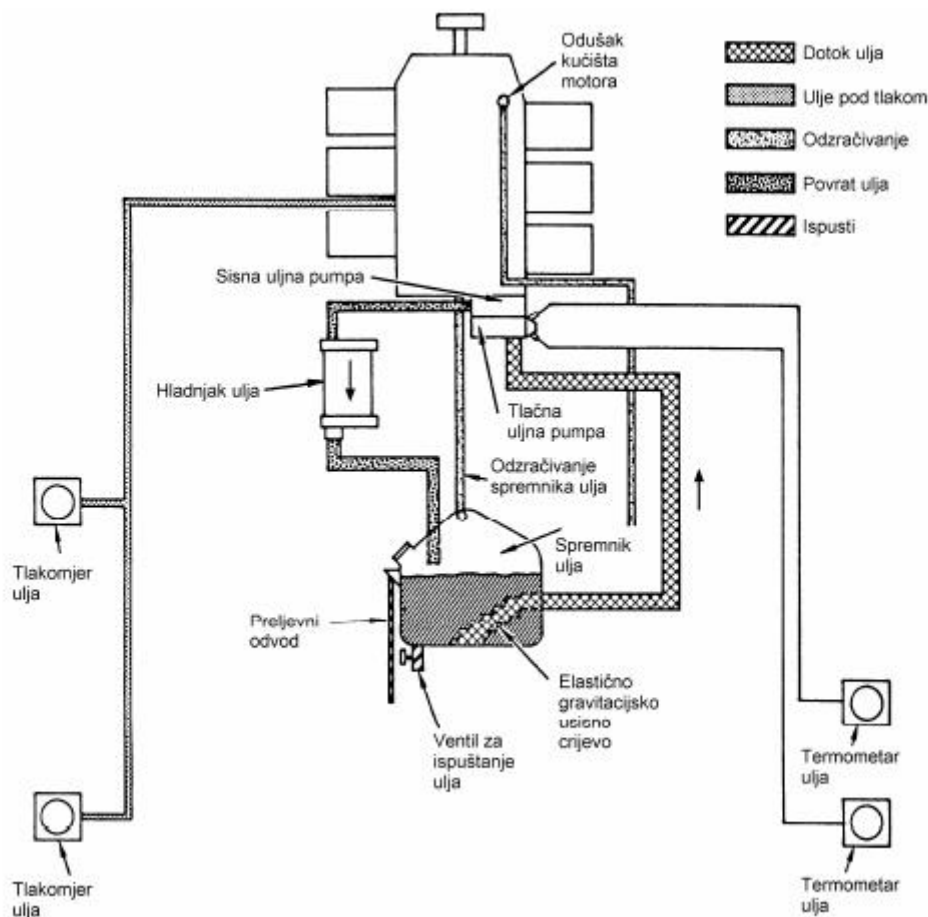 Odušak
kućišta
motora
Dotok ulja
Ulje pod tlakom
Odzračivanje
Povrat ulja
Ispusti
Sisna uljna pumpa
Hladnjak ulja
Tlačna
uljna pumpa
Odzračivanje
spremnika ulja
Spremnik
ulja
Tlakomjer
ulja
Preljevni
odvod
Elastično
gravitacijsko
usisno
crijevo
Ventil za
ispuštanje
ulja
Termometar
ulja
Tlakomjer
ulja
Termometar
ulja